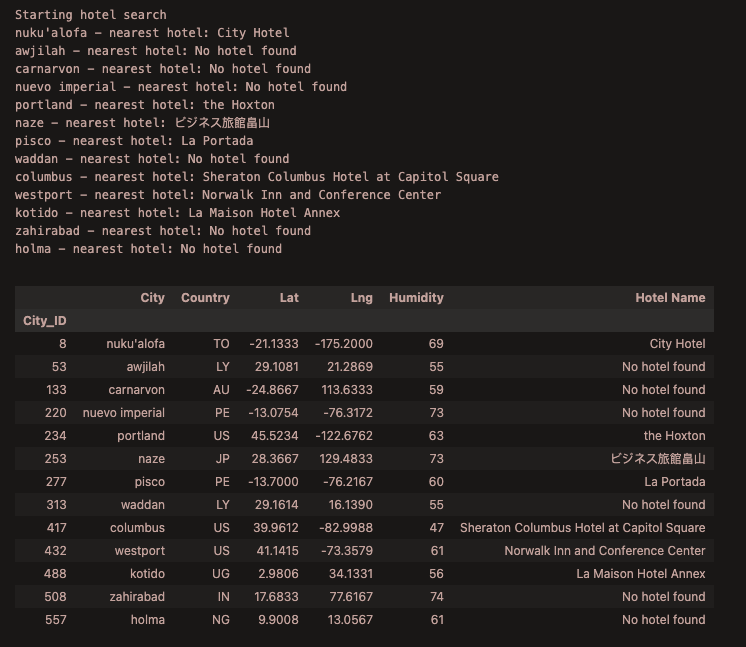 Starting hotel search
nuku'alofa - nearest hotel: City Hotel
awjilah - nearest hotel: No hotel found
carnarvon - nearest hotel: No hotel found
nuevo imperial - nearest hotel: No hotel found
portland - nearest hotel: the Hoxton
naze - nearest hotel: ビジネス旅館畠山
pisco - nearest hotel: La Portada
waddan - nearest hotel: No hotel found
columbus - nearest hotel: Sheraton Columbus Hotel at Capitol Square
westport - nearest hotel: Norwalk Inn and Conference Center
kotido - nearest hotel: La Maison Hotel Annex
zahirabad - nearest hotel: No hotel found
holma - nearest hotel: No hotel found
City Country Lat Lng Humidity Hotel Name
City_ID
8 nuku'alofa TO -21.1333 -175.2000 69 City Hotel
53 awjilah LY 29.1081 21.2869 55 No hotel found
133 carnarvon AU -24.8667 113.6333 59 No hotel found
220 nuevo imperial PE -13.0754 -76.3172 73 No hotel found
234 portland US 45.5234 -122.6762 63 the Hoxton
253 naze JP 28.3667 129.4833 73 ビジネス旅館畠山
277 pisco PE -13.7000 -76.2167 60 La Portada
313 waddan LY 29.1614 16.1390 55 No hotel found
417 columbus US 39.9612 -82.9988 47 Sheraton Columbus Hotel at Capitol Square
432 westport US 41.1415 -73.3579 61 Norwalk Inn and Conference Center
488 kotido UG 2.9806 34.1331 56 La Maison Hotel Annex
508 zahirabad IN 17.6833 77.6167 74 No hotel found
557 holma NG 9.9008 13.0567 61 No hotel found